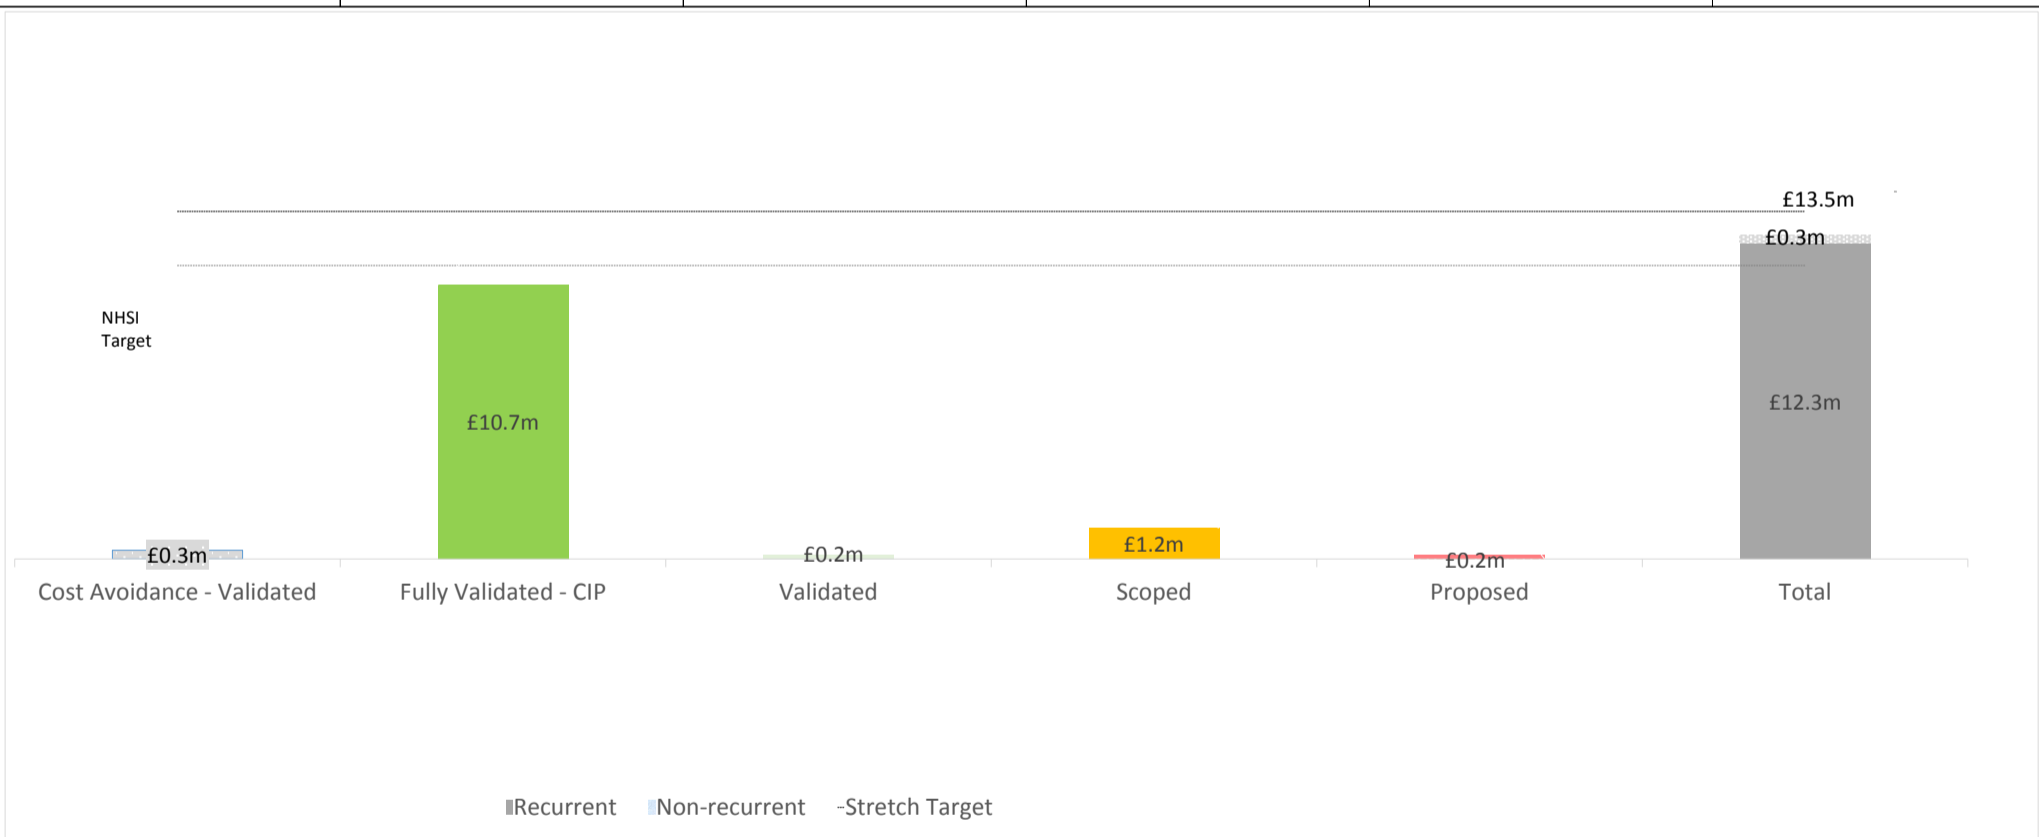 £13.5m
£0.3m
NHSI
Target
£12.3m
£10.7m
£0.3m
£0.2m
£1.2m
£0.2m
Cost Avoidance - Validated
Fully Validated - CIP
Validated
Scoped
Proposed
Total
Recurrent
Non-recurrent
Stretch Target